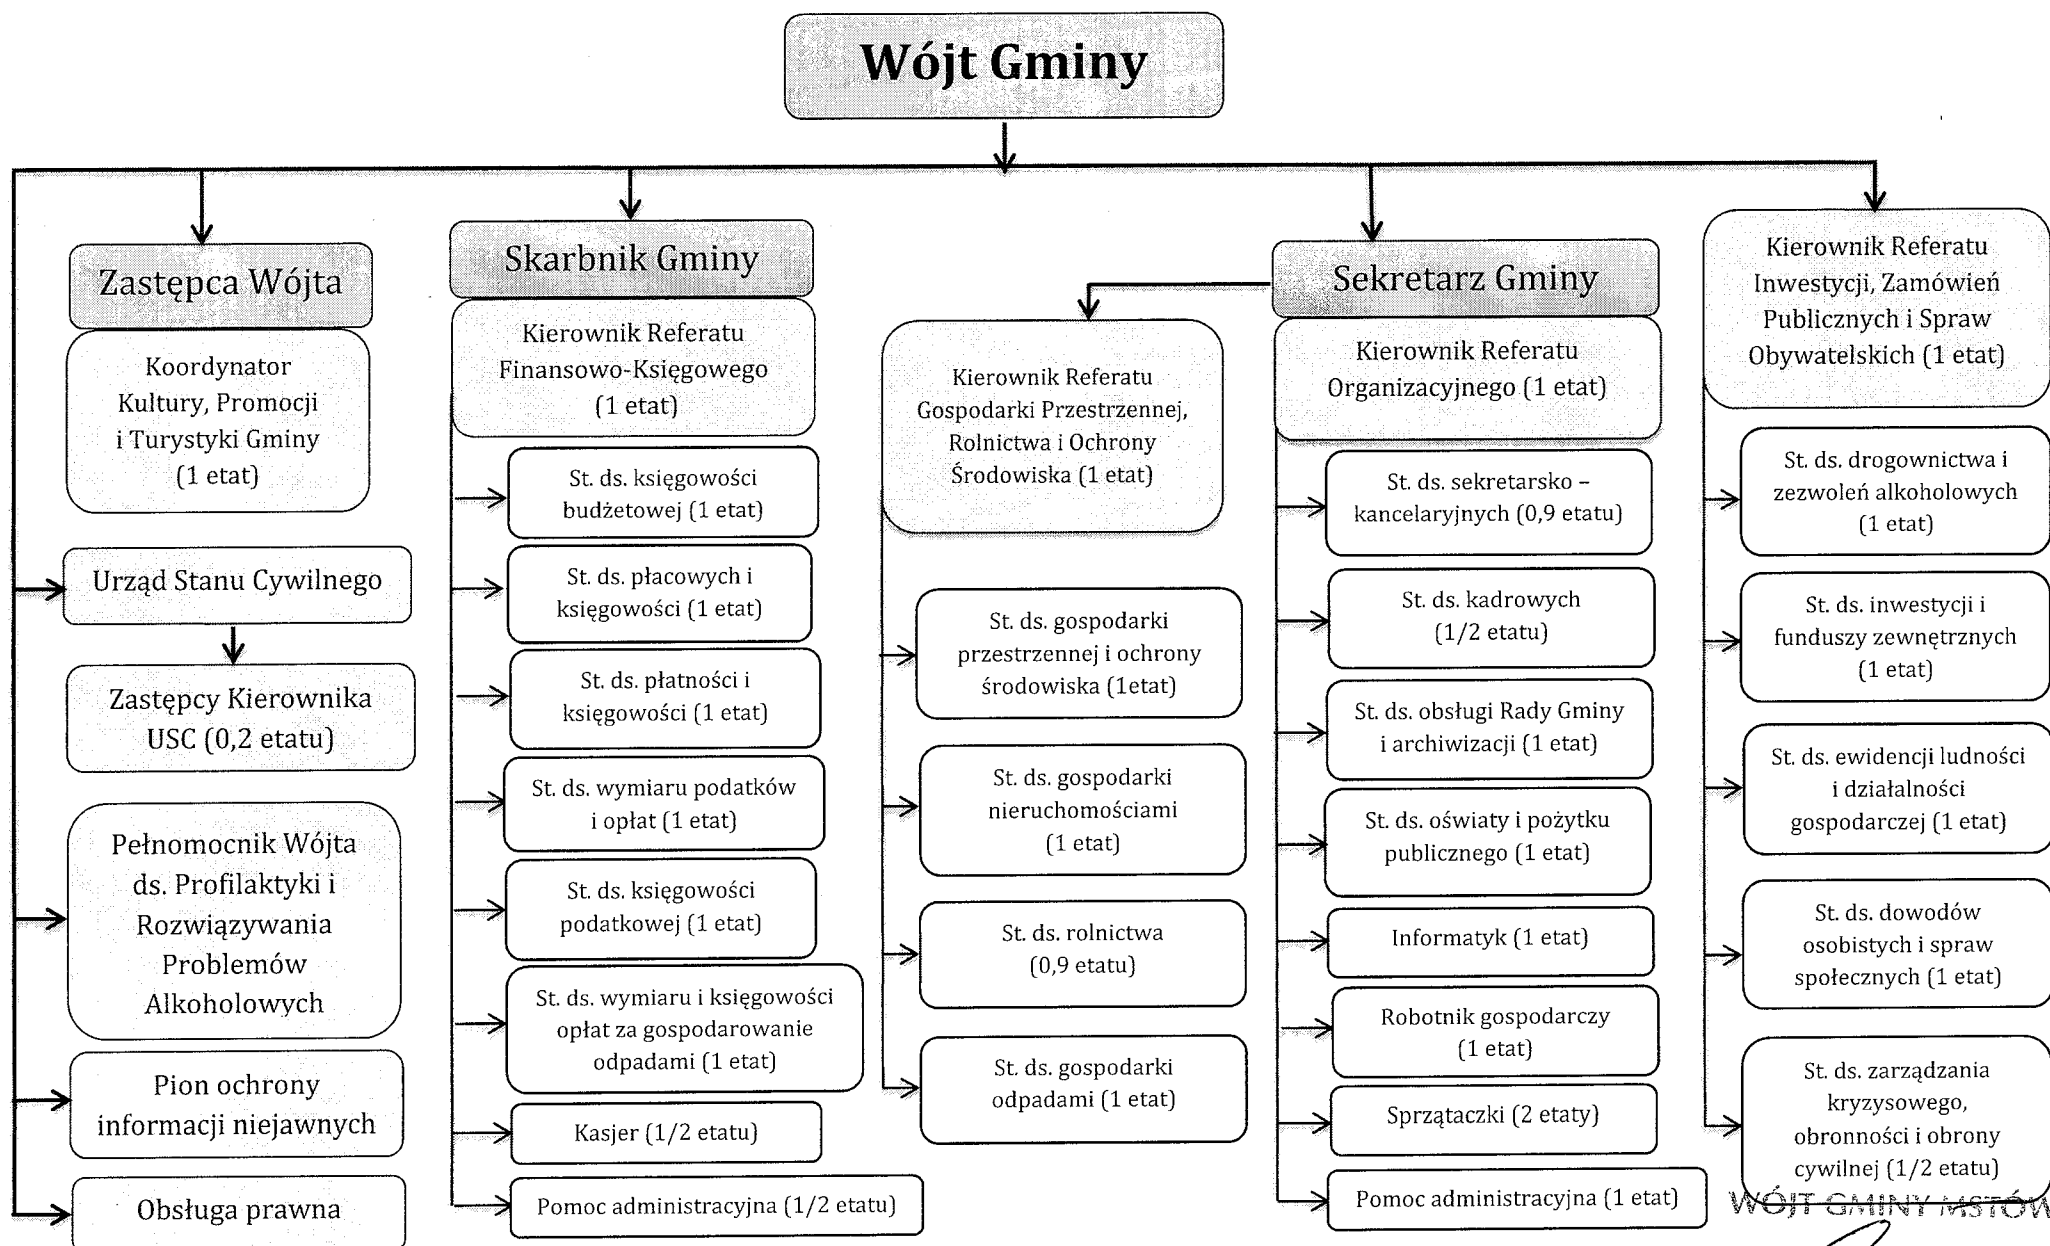 Wójt Gminy
Zastępca Wójta
Koordynator
Kultury, Promocji
i Turystyki Gminy
(1 etat)
Urząd Stanu Cywilnego
Zastępcy Kierownika
USC (0,2 etatu)
Pełnomocnik Wójta
ds. Profilaktyki i
Rozwiązywania
Problemów
Alkoholowych
Pion ochrony
informacji niejawnych
Obsługa prawna
Skarbnik Gminy
Kierownik Referatu
Finansowo-Księgowego
(1 etat)
St. ds. księgowości
budżetowej (1 etat)
St. ds. płacowych i
księgowości (1 etat)
St. ds. płatności i
księgowości (1 etat)
St. ds. wymiaru podatków
i opłat (1 etat)
St. ds. księgowości
podatkowej (1 etat)
St. ds. wymiaru i księgowości
opłat za gospodarowanie
odpadami (1 etat)
Kasjer (1/2 etatu)
Pomoc administracyjna (1/2 etatu)
Kierownik Referatu
Gospodarki Przestrzennej,
Rolnictwa i Ochrony
Środowiska (1 etat)
St. ds. gospodarki
przestrzennej i ochrony
środowiska (1etat)
St. ds. gospodarki
nieruchomościami
(1 etat)
St. ds. rolnictwa
(0,9 etatu)
St. ds. gospodarki
odpadami (1 etat)
Sekretarz Gminy
Kierownik Referatu
Organizacyjnego (1 etat)
St. ds. sekretarsko –
kancelaryjnych (0,9 etatu)
St. ds. kadrowych
(1/2 etatu)
St. ds. obsługi Rady Gminy
i archiwizacji (1 etat)
St. ds. oświaty i pożytku
publicznego (1 etat)
Informatyk (1 etat)
Robotnik gospodarczy
(1 etat)
Sprzątaczki (2 etaty)
Pomoc administracyjna (1 etat)
Kierownik Referatu
Inwestycji, Zamówień
Publicznych i Spraw
Obywatelskich (1 etat)
St. ds. drogownictwa i
zezwoleń alkoholowych
(1 etat)
St. ds. inwestycji i
funduszy zewnętrznych
(1 etat)
St. ds. ewidencji ludności
i działalności
gospodarczej (1 etat)
St. ds. dowodów
osobistych i spraw
społecznych (1 etat)
St. ds. zarządzania
kryzysowego,
obronności i obrony
cywilnej (1/2 etatu)
WÓJT GMINY MSTÓW